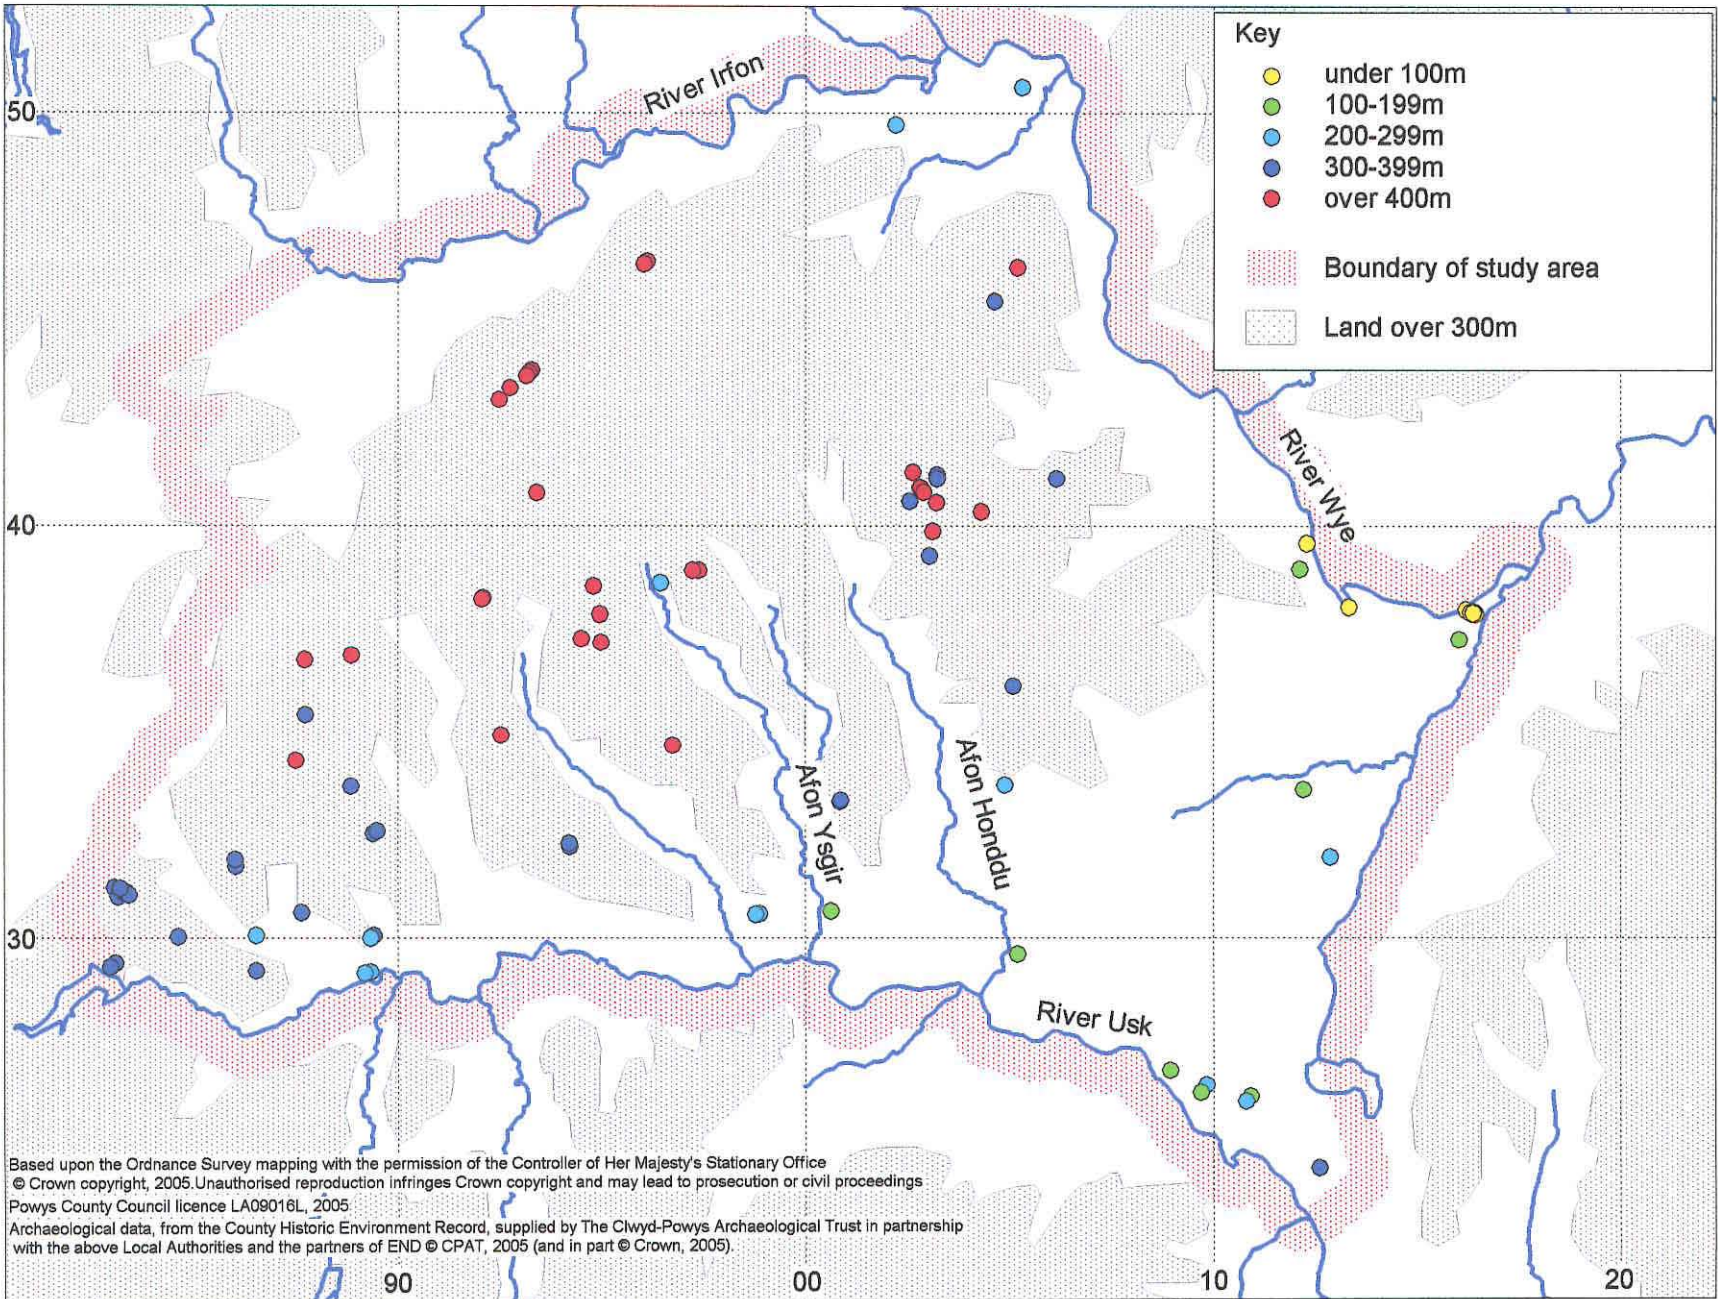 Key
under 100m
100-199m
200-299m
300-399m
over 400m
Boundary of study area
Land over 300m
River Irfon
50
River Wye
40
Afon Ysgir
Afon Honddu
30
River Usk
Based upon the Ordnance Survey mapping with the permission of the Controller of Her Majesty's Stationary Office
© Crown copyright, 2005.Unauthorised reproduction infringes Crown copyright and may lead to prosecution or civil proceedings
Powys County Council licence LA09016L, 2005
Archaeological data, from the County Historic Environment Record, supplied by The Clwyd-Powys Archaeological Trust in partnership
with the above Local Authorities and the partners of END © CPAT, 2005 (and in part © Crown, 2005).
90
00
10
20